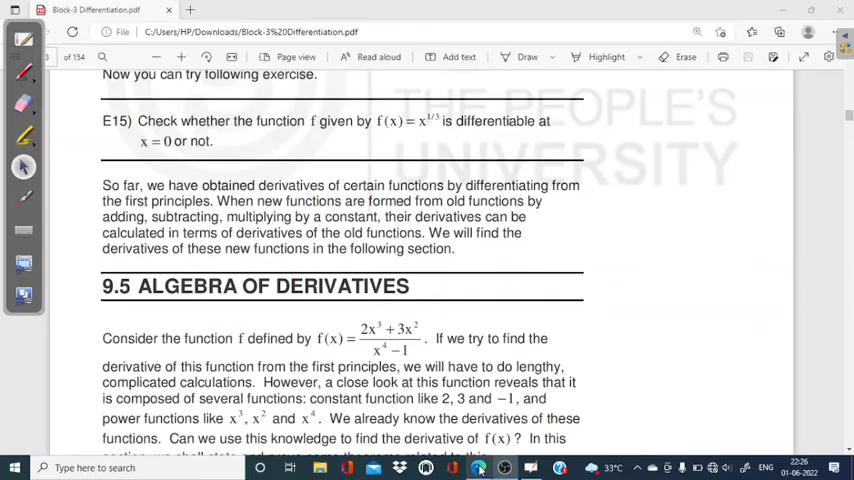 Block-3 Differentiation.pdf
File C:/Users/HP/Downloads/Block-3%20Differentiation.pdf
3 of 154 Page view Read aloud Add text Draw Highlight Erase
Now you can try following exercise.
THE PEOPLE'S
UNIVERSITY
E15) Check whether the function f given by f(x) = x^{1/3} is differentiable at
x = 0 or not.
So far, we have obtained derivatives of certain functions by differentiating from
the first principles. When new functions are formed from old functions by
adding, subtracting, multiplying by a constant, their derivatives can be
calculated in terms of derivatives of the old functions. We will find the
derivatives of these new functions in the following section.
9.5 ALGEBRA OF DERIVATIVES
Consider the function f defined by f(x) = \frac{2x^3 + 3x^2}{x^4 - 1}. If we try to find the
derivative of this function from the first principles, we will have to do lengthy,
complicated calculations. However, a close look at this function reveals that it
is composed of several functions: constant function like 2, 3 and −1, and
power functions like x^3, x^2 and x^4. We already know the derivatives of these
functions. Can we use this knowledge to find the derivative of f(x)? In this
Type here to search
33°C ENG 22:26
01-06-2022